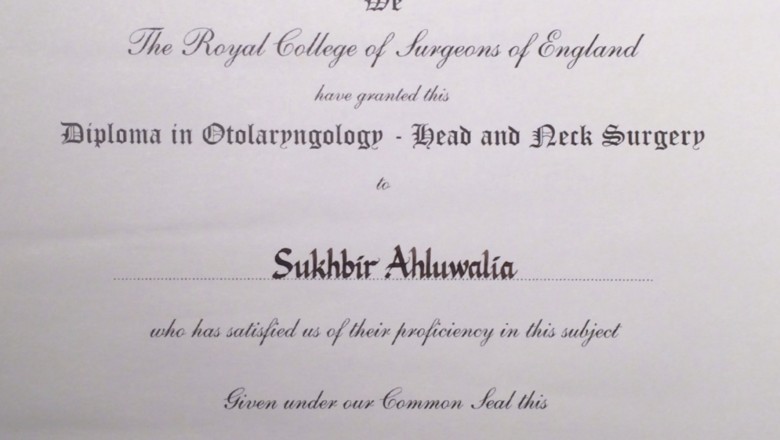 We
The Royal College of Surgeons of England
have granted this
Diploma in Otolaryngology - Head and Neck Surgery
to
Sukhbir Ahluwalia
who has satisfied us of their proficiency in this subject
Given under our Common Seal this